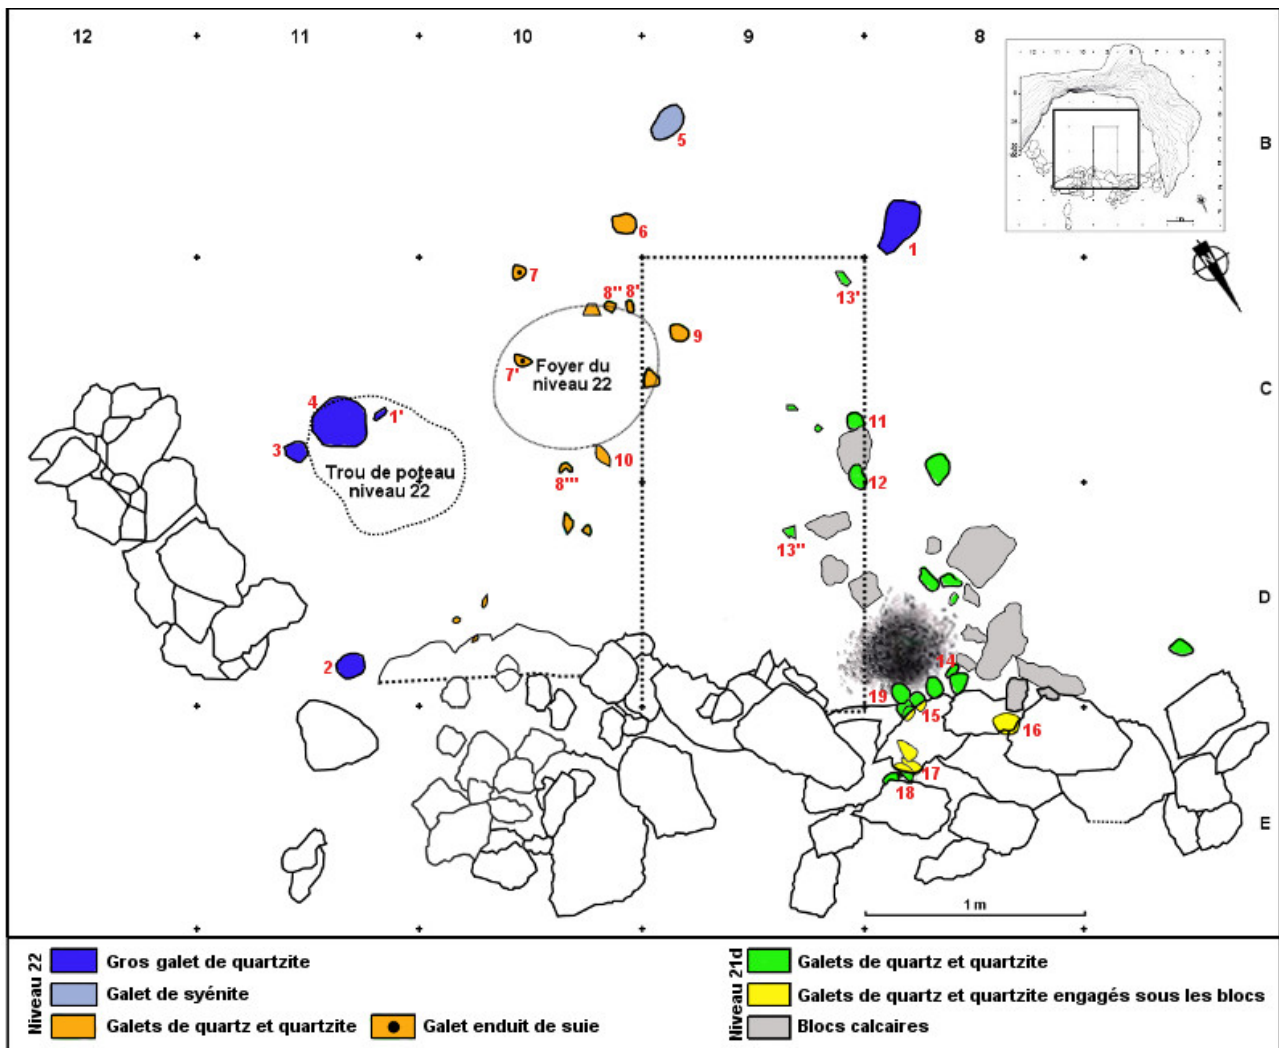 12 11 10 9 8
B
5
6
1
7
8'' 8'
13'
9
7'
Foyer du
niveau 22
C
4
1'
11
3
10
Trou de poteau
niveau 22
8'''
12
13''
D
2
14
19
15
16
17
18
E
1 m
Niveau 22
Gros galet de quartzite
Galet de syénite
Galets de quartz et quartzite
Galet enduit de suie
Niveau 21d
Galets de quartz et quartzite
Galets de quartz et quartzite engagés sous les blocs
Blocs calcaires